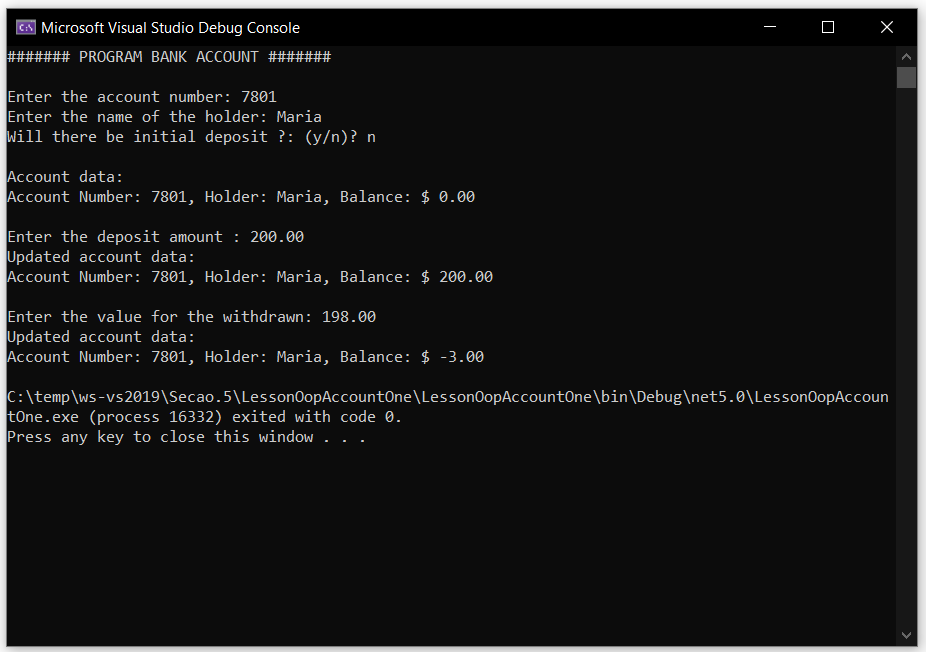 Microsoft Visual Studio Debug Console
####### PROGRAM BANK ACCOUNT #######
Enter the account number: 7801
Enter the name of the holder: Maria
Will there be initial deposit ?: (y/n)? n
Account data:
Account Number: 7801, Holder: Maria, Balance: $ 0.00
Enter the deposit amount : 200.00
Updated account data:
Account Number: 7801, Holder: Maria, Balance: $ 200.00
Enter the value for the withdrawn: 198.00
Updated account data:
Account Number: 7801, Holder: Maria, Balance: $ -3.00
C:\temp\ws-vs2019\Secao.5\LessonOopAccountOne\LessonOopAccountOne\bin\Debug\net5.0\LessonOopAccoun
tOne.exe (process 16332) exited with code 0.
Press any key to close this window . . .